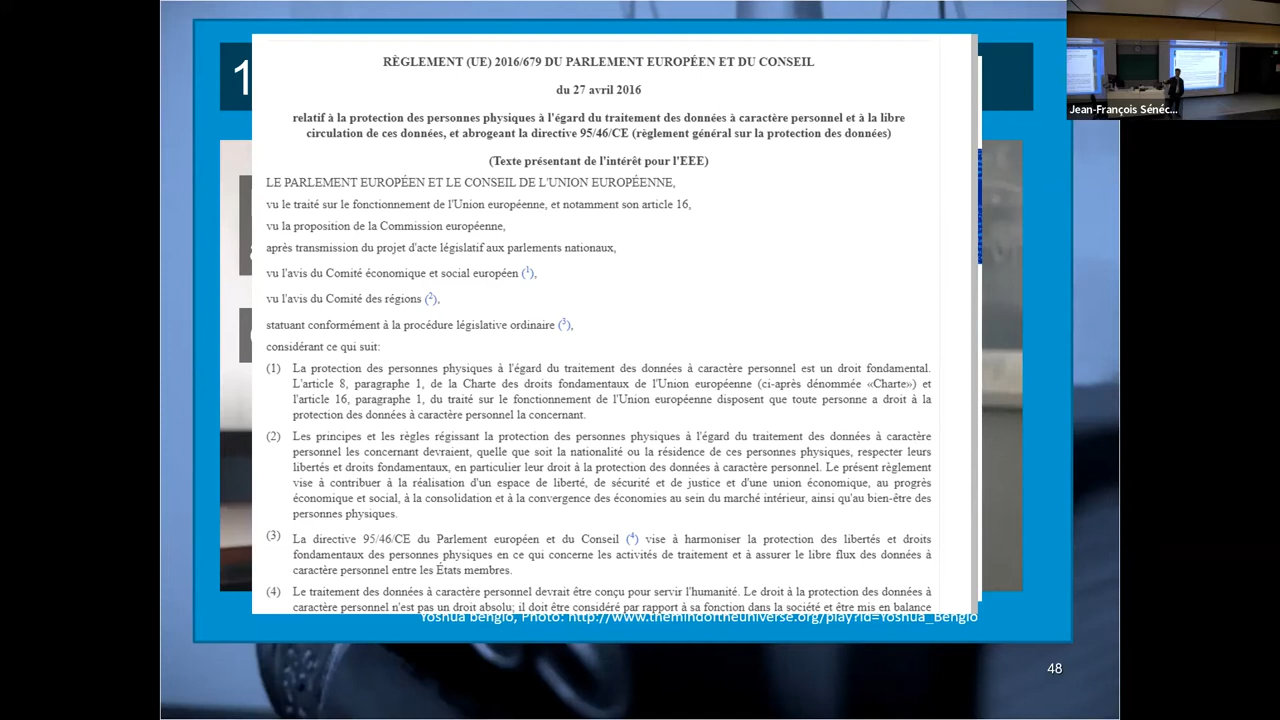 1
RÈGLEMENT (UE) 2016/679 DU PARLEMENT EUROPÉEN ET DU CONSEIL
du 27 avril 2016
relatif à la protection des personnes physiques à l'égard du traitement des données à caractère personnel et à la libre
circulation de ces données, et abrogeant la directive 95/46/CE (règlement général sur la protection des données)
(Texte présentant de l'intérêt pour l'EEE)
LE PARLEMENT EUROPÉEN ET LE CONSEIL DE L'UNION EUROPÉENNE,
vu le traité sur le fonctionnement de l'Union européenne, et notamment son article 16,
vu la proposition de la Commission européenne,
après transmission du projet d'acte législatif aux parlements nationaux,
vu l'avis du Comité économique et social européen (1),
vu l'avis du Comité des régions (2),
statuant conformément à la procédure législative ordinaire (3),
considérant ce qui suit:
(1) La protection des personnes physiques à l'égard du traitement des données à caractère personnel est un droit fondamental.
L'article 8, paragraphe 1, de la Charte des droits fondamentaux de l'Union européenne (ci-après dénommée «Charte») et
l'article 16, paragraphe 1, du traité sur le fonctionnement de l'Union européenne disposent que toute personne a droit à la
protection des données à caractère personnel la concernant.
(2) Les principes et les règles régissant la protection des personnes physiques à l'égard du traitement des données à caractère
personnel les concernant devraient, quelle que soit la nationalité ou la résidence de ces personnes physiques, respecter leurs
libertés et droits fondamentaux, en particulier leur droit à la protection des données à caractère personnel. Le présent règlement
vise à contribuer à la réalisation d'un espace de liberté, de sécurité et de justice et d'une union économique, au progrès
économique et social, à la consolidation et à la convergence des économies au sein du marché intérieur, ainsi qu'au bien-être des
personnes physiques.
(3) La directive 95/46/CE du Parlement européen et du Conseil (4) vise à harmoniser la protection des libertés et droits
fondamentaux des personnes physiques en ce qui concerne les activités de traitement et à assurer le libre flux des données à
caractère personnel entre les États membres.
(4) Le traitement des données à caractère personnel devrait être conçu pour servir l'humanité. Le droit à la protection des données à
caractère personnel n'est pas un droit absolu; il doit être considéré par rapport à sa fonction dans la société et être mis en balance
Yoshua bengio, Photo: http://www.themindoftheuniverse.org/play?id=Yoshua_Bengio
48
Jean-François Sénéc...